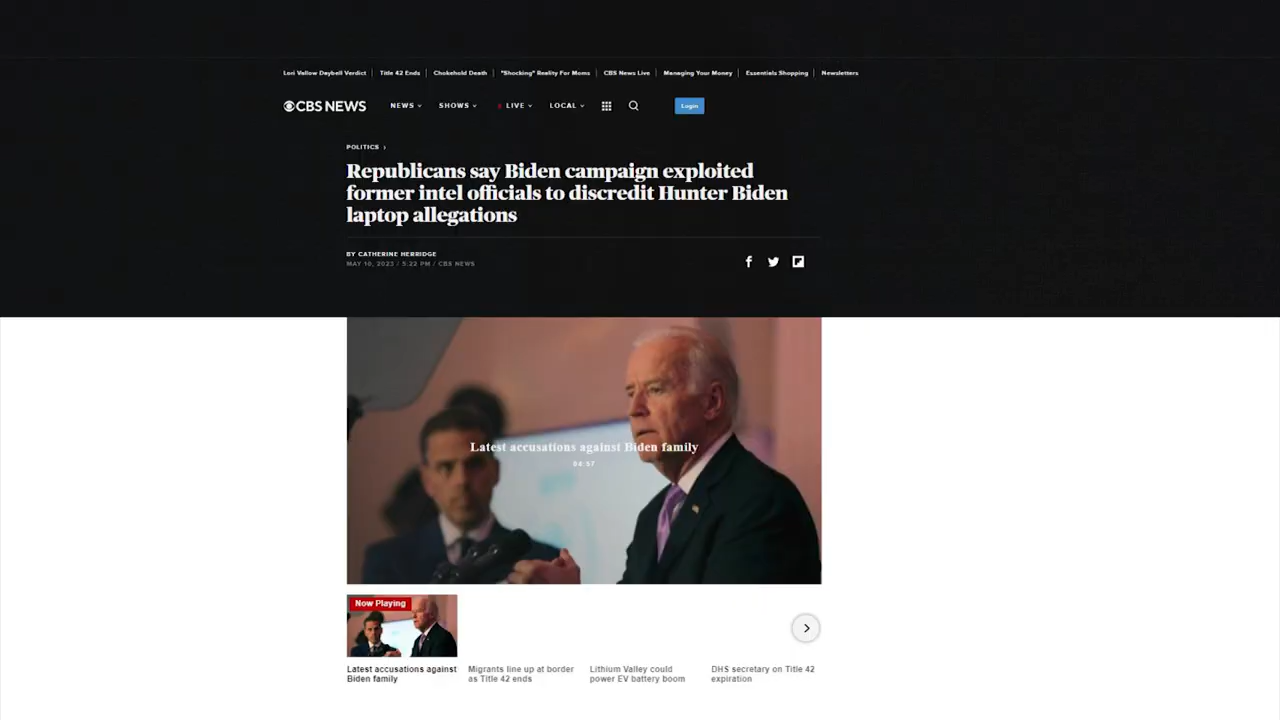 Lori Vallow Daybell Verdict | Title 42 Ends | Chokehold Death | "Shocking" Reality For Moms | CBS News Live | Managing Your Money | Essentials Shopping | Newsletters
CBS NEWS NEWS SHOWS LIVE LOCAL Login
POLITICS ›
Republicans say Biden campaign exploited
former intel officials to discredit Hunter Biden
laptop allegations
BY CATHERINE HERRIDGE
MAY 10, 2023 / 5:22 PM / CBS NEWS
Latest accusations against Biden family
04:57
Now Playing
Latest accusations against
Biden family
Migrants line up at border
as Title 42 ends
Lithium Valley could
power EV battery boom
DHS secretary on Title 42
expiration